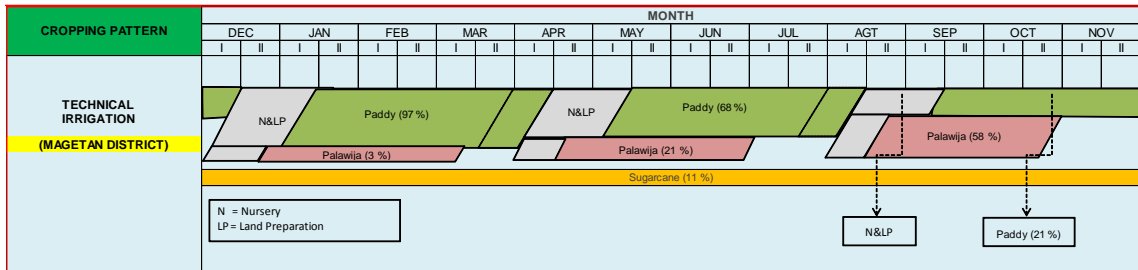 CROPPING PATTERN
MONTH
DEC JAN FEB MAR APR MAY JUN JUL AGT SEP OCT NOV
I II I II I II I II I II I II I II I II I II I II I II I II
TECHNICAL
IRRIGATION
(MAGETAN DISTRICT)
N&LP
Paddy (97 %)
N&LP
Paddy (68 %)
Palawija (3 %)
Palawija (21 %)
Palawija (58 %)
Sugarcane (11 %)
N = Nursery
LP = Land Preparation
N&LP
Paddy (21 %)